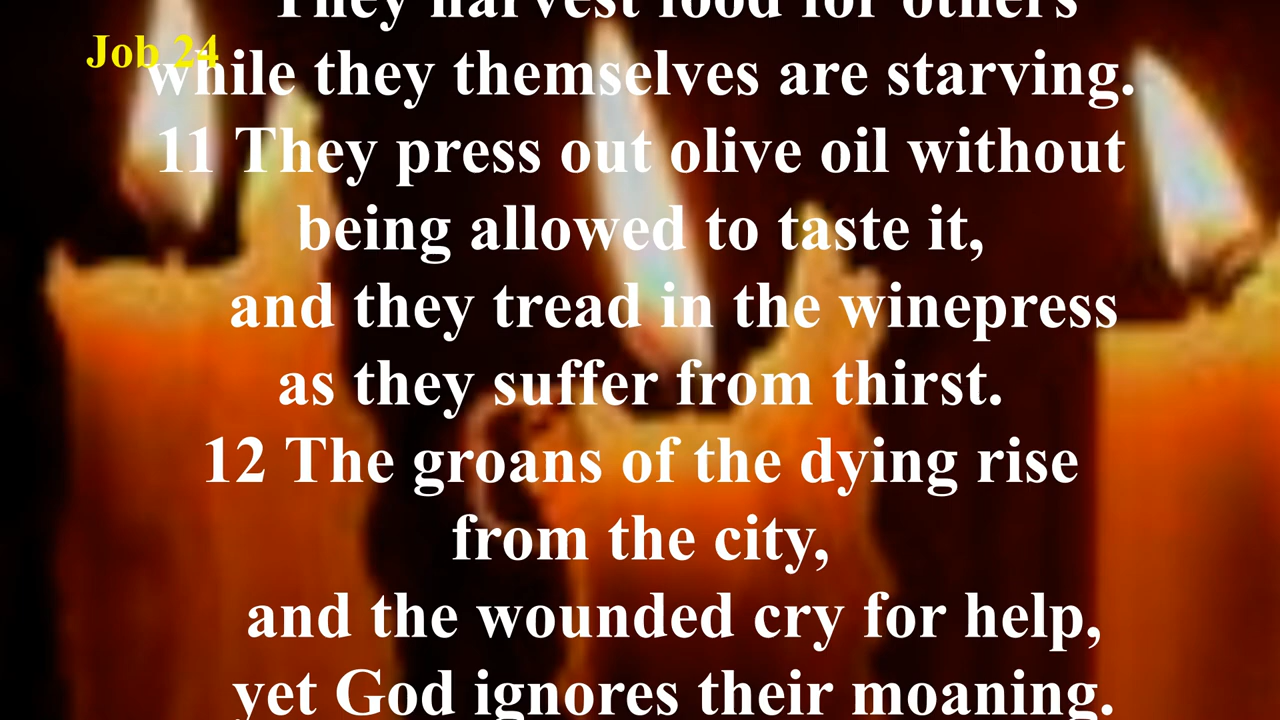 They harvest food for others
Job 24
while they themselves are starving.
11 They press out olive oil without
being allowed to taste it,
and they tread in the winepress
as they suffer from thirst.
12 The groans of the dying rise
from the city,
and the wounded cry for help,
yet God ignores their moaning.